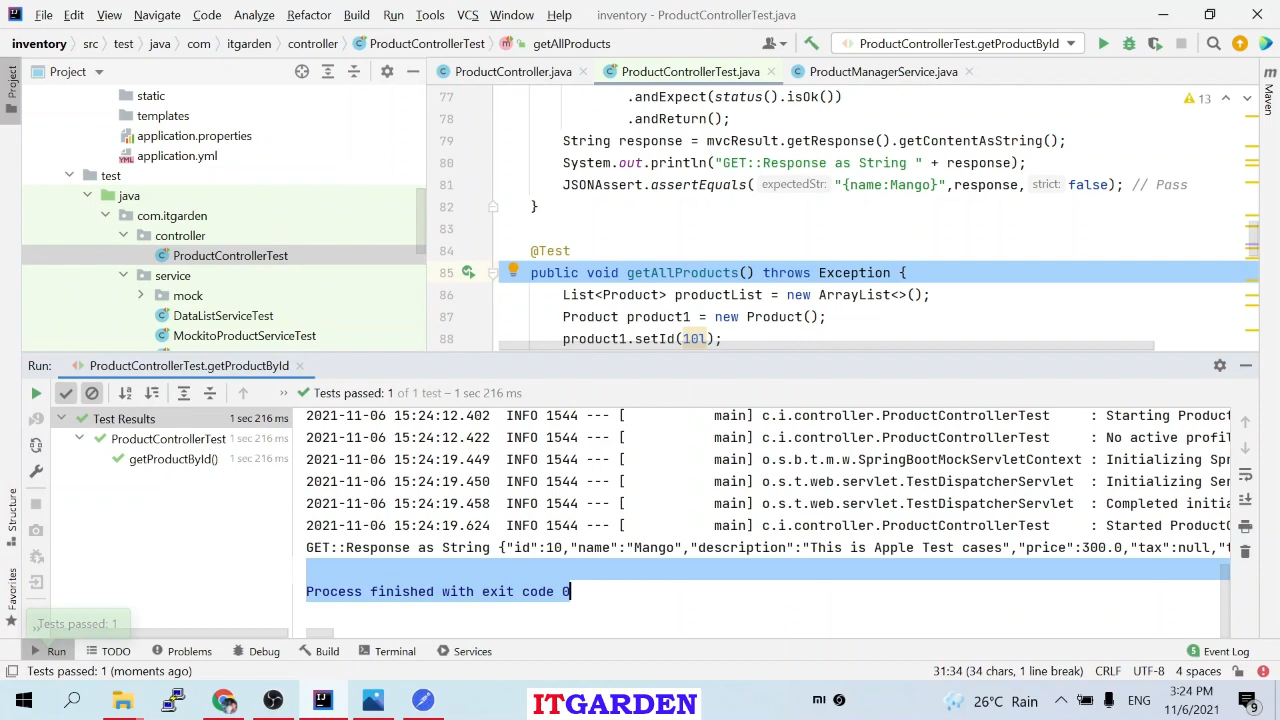 File Edit View Navigate Code Analyze Refactor Build Run Tools VCS Window Help inventory - ProductControllerTest.java
inventory src test java com itgarden controller ProductControllerTest getAllProducts ProductControllerTest.getProductById
Project
Project
ProductController.java ProductControllerTest.java ProductManagerService.java
Maven
static
templates
application.properties
application.yml
test
java
com.itgarden
controller
ProductControllerTest
service
mock
DataListServiceTest
MockitoProductServiceTest
13
77 .andExpect(status().isOk())
78 .andReturn();
79 String response = mvcResult.getResponse().getContentAsString();
80 System.out.println("GET::Response as String " + response);
81 JSONAssert.assertEquals( expectedStr: "{name:Mango}",response, strict: false); // Pass
82 }
83
84 @Test
85 public void getAllProducts() throws Exception {
86 List<Product> productList = new ArrayList<>();
87 Product product1 = new Product();
88 product1.setId(10l);
Run: ProductControllerTest.getProductById
Tests passed: 1 of 1 test – 1 sec 216 ms
Test Results 1 sec 216 ms
ProductControllerTest 1 sec 216 ms
getProductById() 1 sec 216 ms
2021-11-06 15:24:12.402 INFO 1544 --- [ main] c.i.controller.ProductControllerTest : Starting Product
2021-11-06 15:24:12.422 INFO 1544 --- [ main] c.i.controller.ProductControllerTest : No active profil
2021-11-06 15:24:19.449 INFO 1544 --- [ main] o.s.b.t.m.w.SpringBootMockServletContext : Initializing Spr
2021-11-06 15:24:19.450 INFO 1544 --- [ main] o.s.t.web.servlet.TestDispatcherServlet : Initializing Ser
2021-11-06 15:24:19.458 INFO 1544 --- [ main] o.s.t.web.servlet.TestDispatcherServlet : Completed initia
2021-11-06 15:24:19.624 INFO 1544 --- [ main] c.i.controller.ProductControllerTest : Started ProductC
GET::Response as String {"id":10,"name":"Mango","description":"This is Apple Test cases","price":300.0,"tax":null,"
Process finished with exit code 0
Structure
Favorites
Tests passed: 1
Run TODO Problems Debug Build Terminal Services 5 Event Log
Tests passed: 1 (moments ago) 31:34 (34 chars, 1 line break) CRLF UTF-8 4 spaces
ITGARDEN
26°C Rain
ENG
3:24 PM
11/6/2021
9